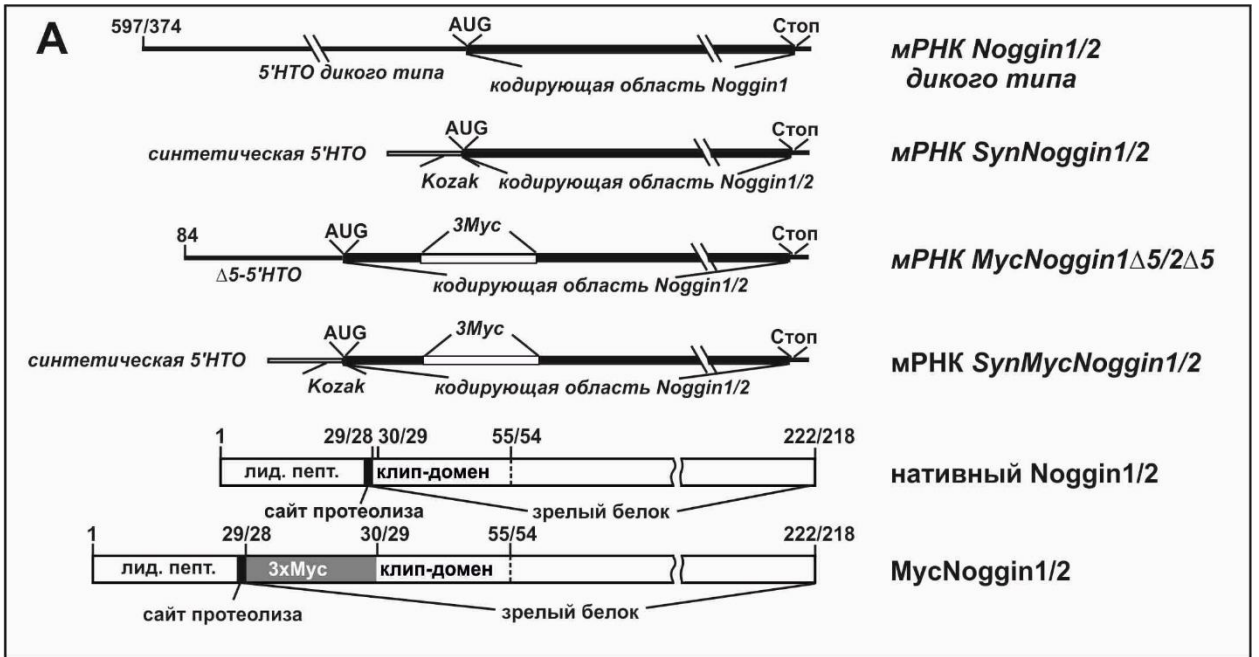 А
597/374
AUG
Стоп
5'НТО дикого типа
кодирующая область Noggin1
мРНК Noggin1/2
дикого типа
синтетическая 5'НТО
AUG
Стоп
Kozak
кодирующая область Noggin1/2
мРНК SynNoggin1/2
84
AUG
3Myc
Стоп
Δ5-5'НТО
кодирующая область Noggin1/2
мРНК MycNoggin1Δ5/2Δ5
синтетическая 5'НТО
AUG
3Myc
Стоп
Kozak
кодирующая область Noggin1/2
мРНК SynMycNoggin1/2
1
29/28
30/29
55/54
222/218
лид. пепт.
клип-домен
нативный Noggin1/2
сайт протеолиза
зрелый белок
1
29/28
30/29
55/54
222/218
лид. пепт.
3xMyc
клип-домен
MycNoggin1/2
сайт протеолиза
зрелый белок